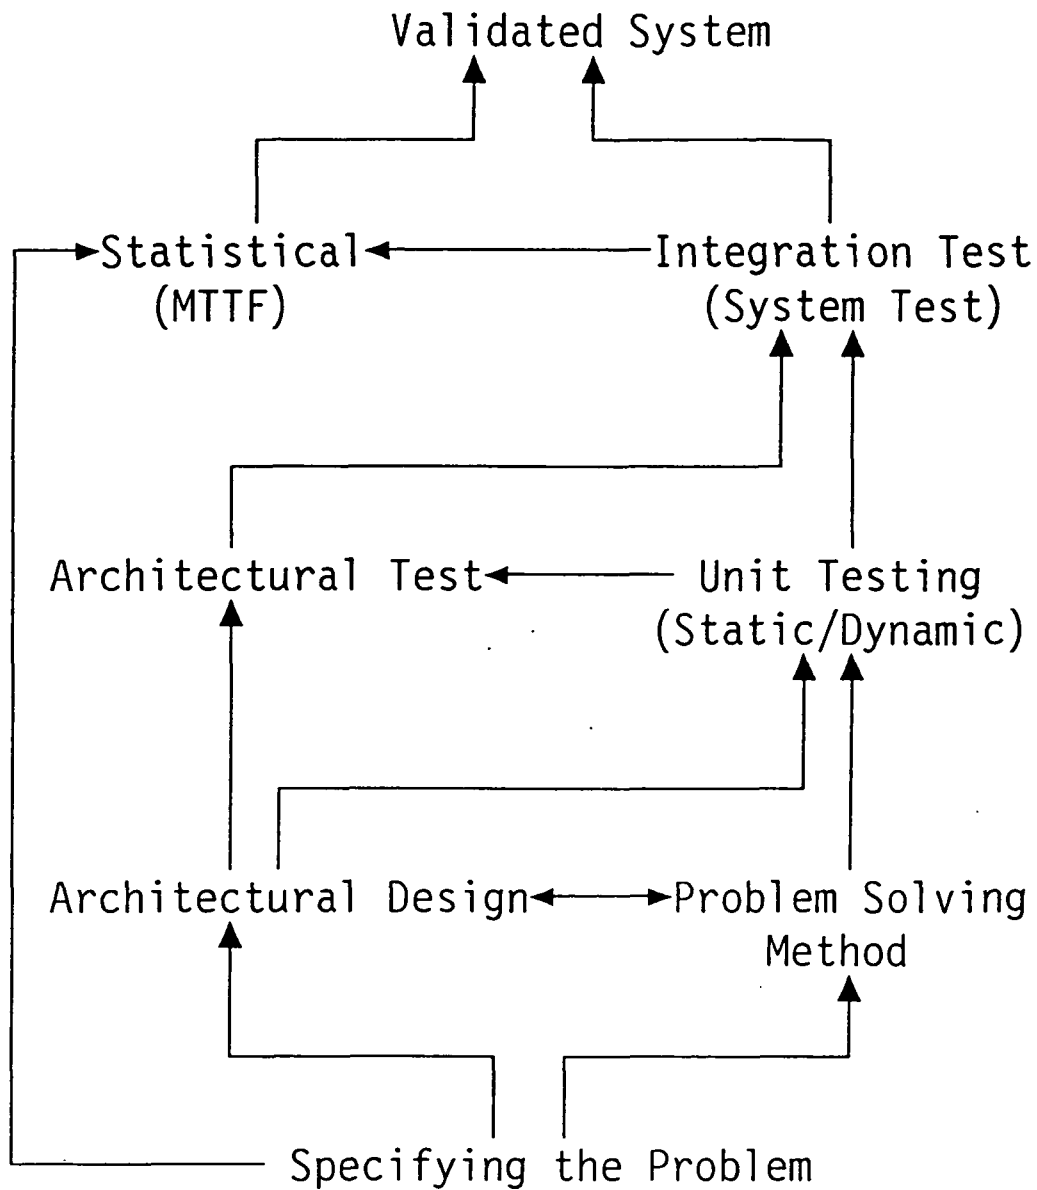 Validated System
Statistical
Integration Test
(MTTF)
(System Test)
Architectural Test
Unit Testing
(Static/Dynamic)
Architectural Design
Problem Solving
Method
Specifying the Problem